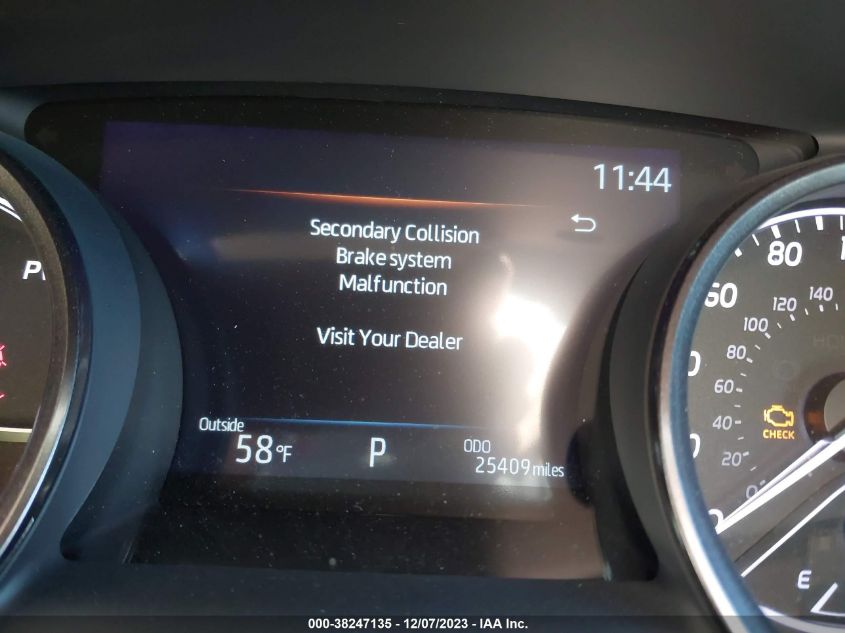 11:44
Secondary Collision
Brake system
Malfunction
Visit Your Dealer
Outside
58°F
P
ODO
25409 miles
80
60
140
120
100
80
60
40
20
0
CHECK
E
000-38247135 - 12/07/2023 - IAA Inc.